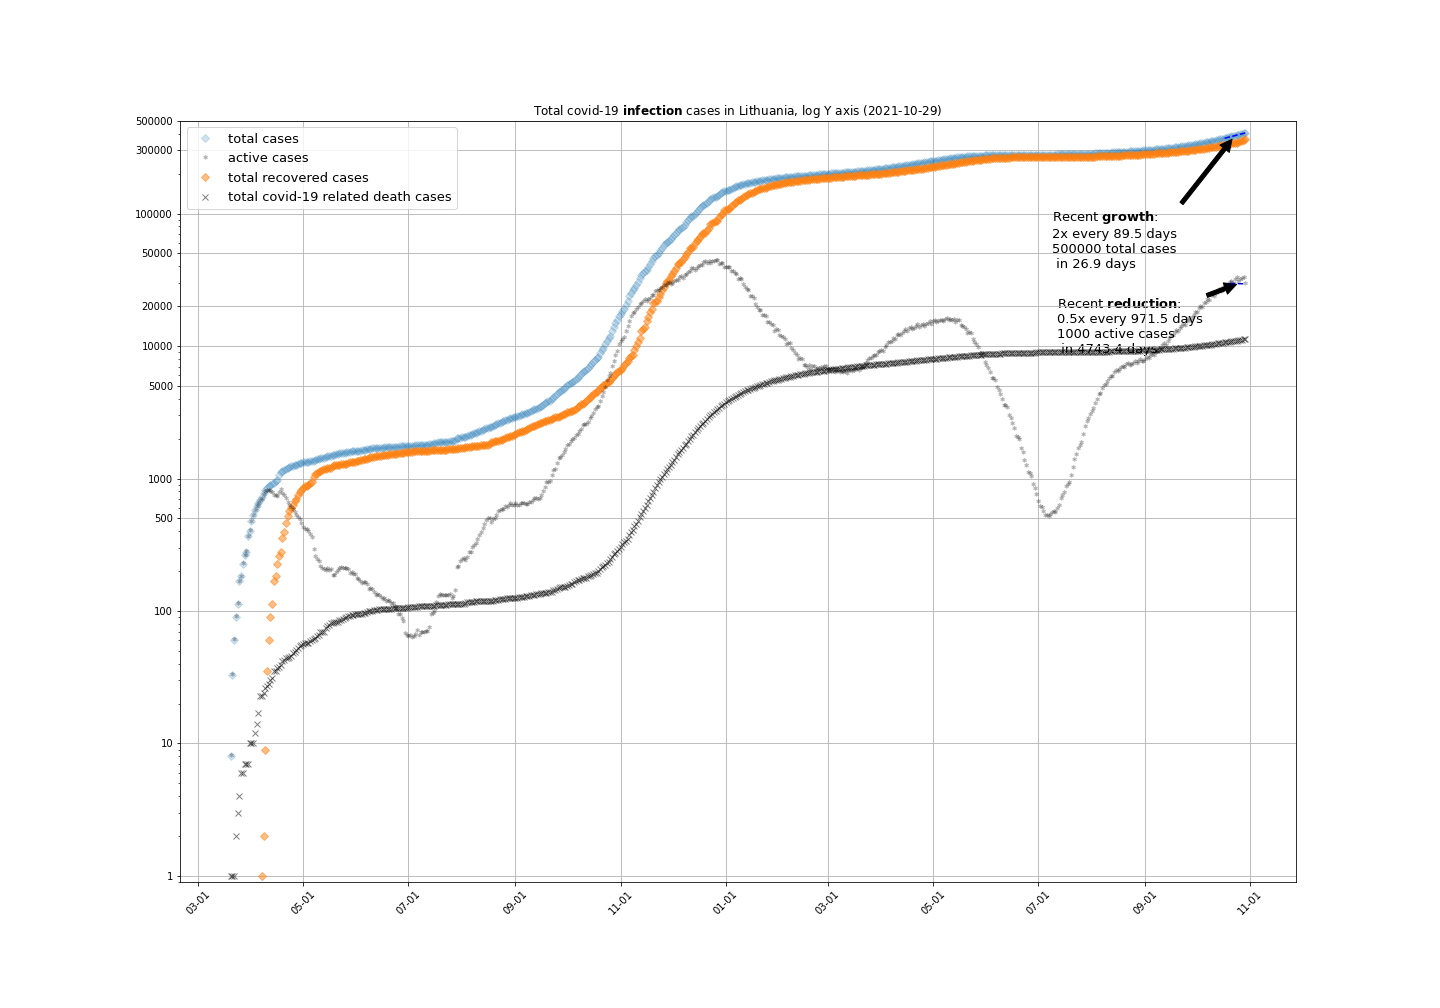 Total covid-19 infection cases in Lithuania, log Y axis (2021-10-29)
500000
300000
100000
50000
20000
10000
5000
1000
500
100
10
1
total cases
active cases
total recovered cases
total covid-19 related death cases
Recent growth:
2x every 89.5 days
500000 total cases
in 26.9 days
Recent reduction:
0.5x every 971.5 days
1000 active cases
in 4743.4 days
03-01
05-01
07-01
09-01
11-01
01-01
03-01
05-01
07-01
09-01
11-01